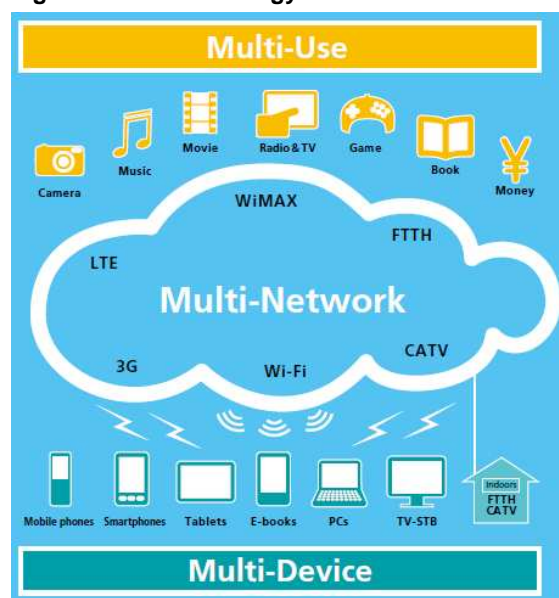 Multi-Use
Camera
Music
Movie
Radio & TV
Game
Book
Money
WiMAX
FTTH
LTE
Multi-Network
CATV
3G
Wi-Fi
Mobile phones
Smartphones
Tablets
E-books
PCs
TV-STB
Indoors
FTTH
CATV
Multi-Device